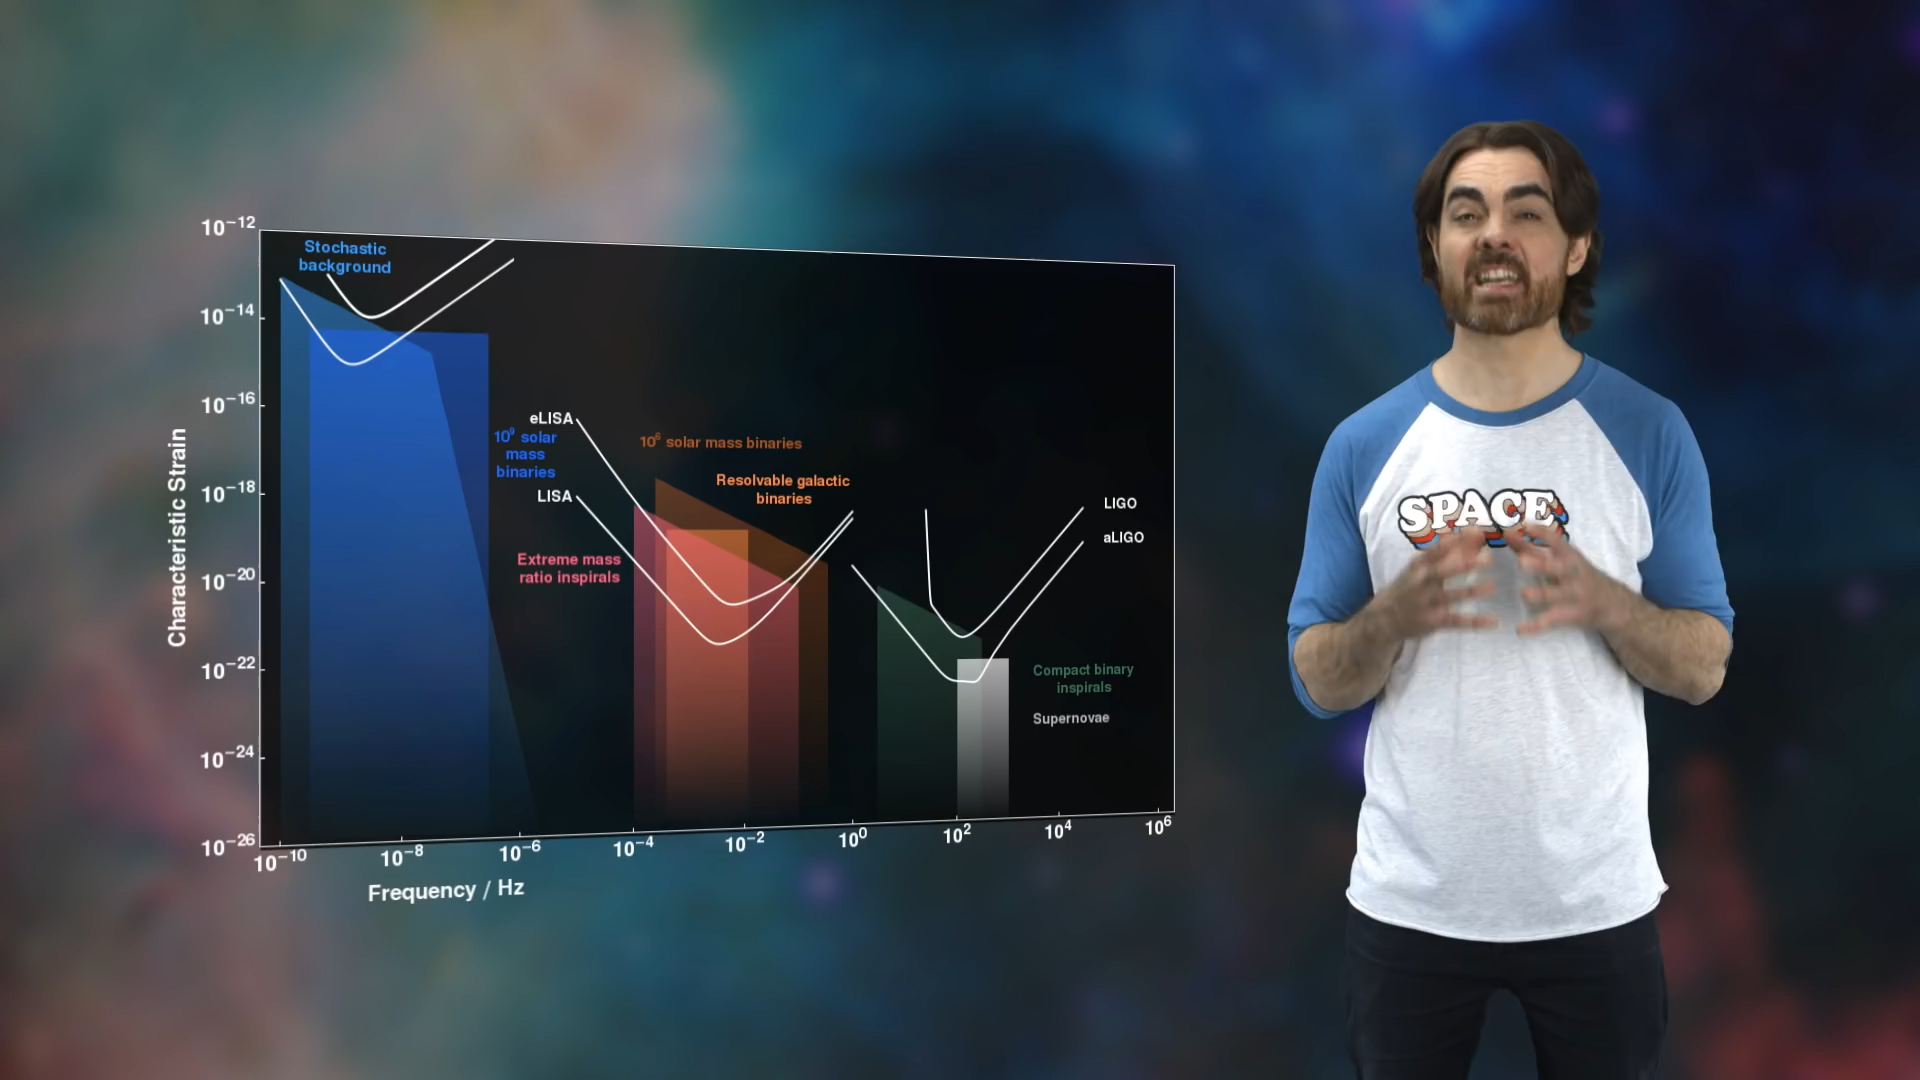 10⁻¹²
10⁻¹⁴
10⁻¹⁶
10⁻¹⁸
10⁻²⁰
10⁻²²
10⁻²⁴
10⁻²⁶
Characteristic Strain
Stochastic
background
10⁹ solar
mass
binaries
eLISA
LISA
Extreme mass
ratio inspirals
10⁶ solar mass binaries
Resolvable galactic
binaries
LIGO
aLIGO
Compact binary
inspirals
Supernovae
10⁻¹⁰
10⁻⁸
10⁻⁶
10⁻⁴
10⁻²
10⁰
10²
10⁴
10⁶
Frequency / Hz
SPACE